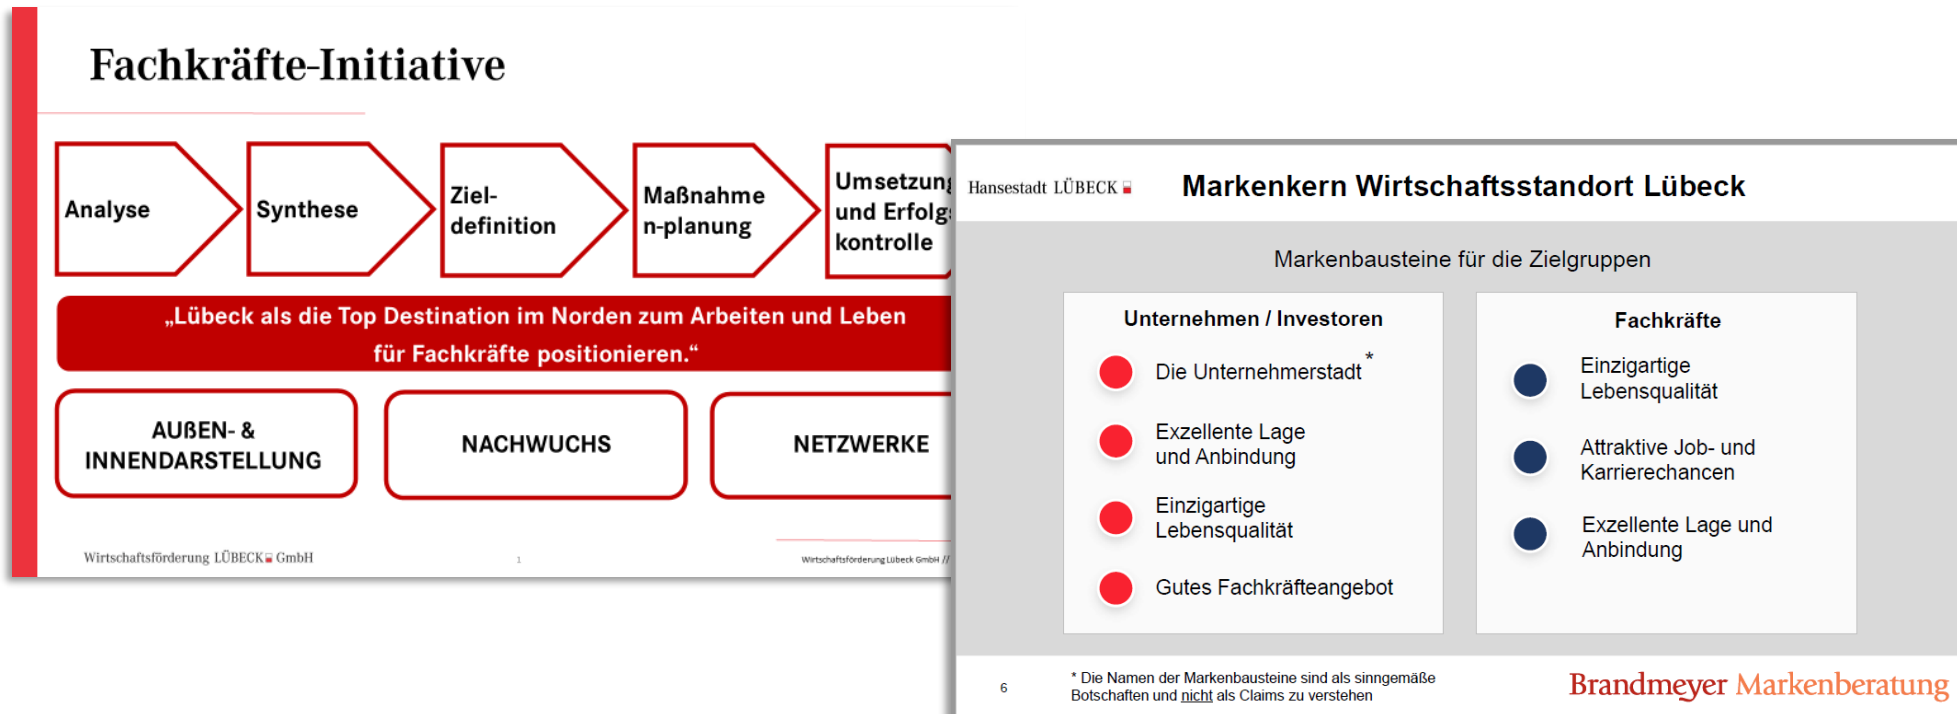 Fachkräfte-Initiative
Analyse
Synthese
Ziel-
definition
Maßnahme
n-planung
Umsetzung
und Erfolgs
kontrolle
„Lübeck als die Top Destination im Norden zum Arbeiten und Leben
für Fachkräfte positionieren.“
AUßEN- &
INNENDARSTELLUNG
NACHWUCHS
NETZWERKE
Wirtschaftsförderung LÜBECK GmbH
1
Wirtschaftsförderung Lübeck GmbH //
Hansestadt LÜBECK
Markenkern Wirtschaftsstandort Lübeck
Markenbausteine für die Zielgruppen
Unternehmen / Investoren
Die Unternehmerstadt *
Exzellente Lage
und Anbindung
Einzigartige
Lebensqualität
Gutes Fachkräfteangebot
Fachkräfte
Einzigartige
Lebensqualität
Attraktive Job- und
Karrierechancen
Exzellente Lage und
Anbindung
6
* Die Namen der Markenbausteine sind als sinngemäße
Botschaften und nicht als Claims zu verstehen
Brandmeyer Markenberatung